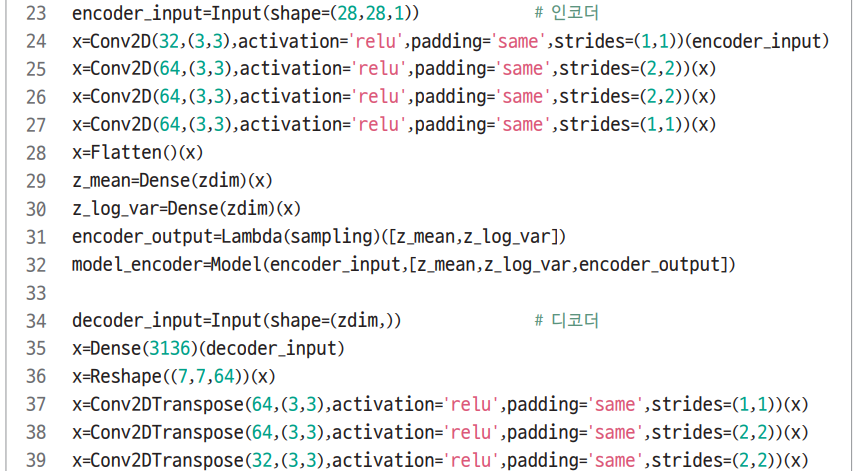 23 encoder_input=Input(shape=(28,28,1)) # 인코더
24 x=Conv2D(32,(3,3),activation='relu',padding='same',strides=(1,1))(encoder_input)
25 x=Conv2D(64,(3,3),activation='relu',padding='same',strides=(2,2))(x)
26 x=Conv2D(64,(3,3),activation='relu',padding='same',strides=(2,2))(x)
27 x=Conv2D(64,(3,3),activation='relu',padding='same',strides=(1,1))(x)
28 x=Flatten()(x)
29 z_mean=Dense(zdim)(x)
30 z_log_var=Dense(zdim)(x)
31 encoder_output=Lambda(sampling)([z_mean,z_log_var])
32 model_encoder=Model(encoder_input,[z_mean,z_log_var,encoder_output])
33
34 decoder_input=Input(shape=(zdim,)) # 디코더
35 x=Dense(3136)(decoder_input)
36 x=Reshape((7,7,64))(x)
37 x=Conv2DTranspose(64,(3,3),activation='relu',padding='same',strides=(1,1))(x)
38 x=Conv2DTranspose(64,(3,3),activation='relu',padding='same',strides=(2,2))(x)
39 x=Conv2DTranspose(32,(3,3),activation='relu',padding='same',strides=(2,2))(x)